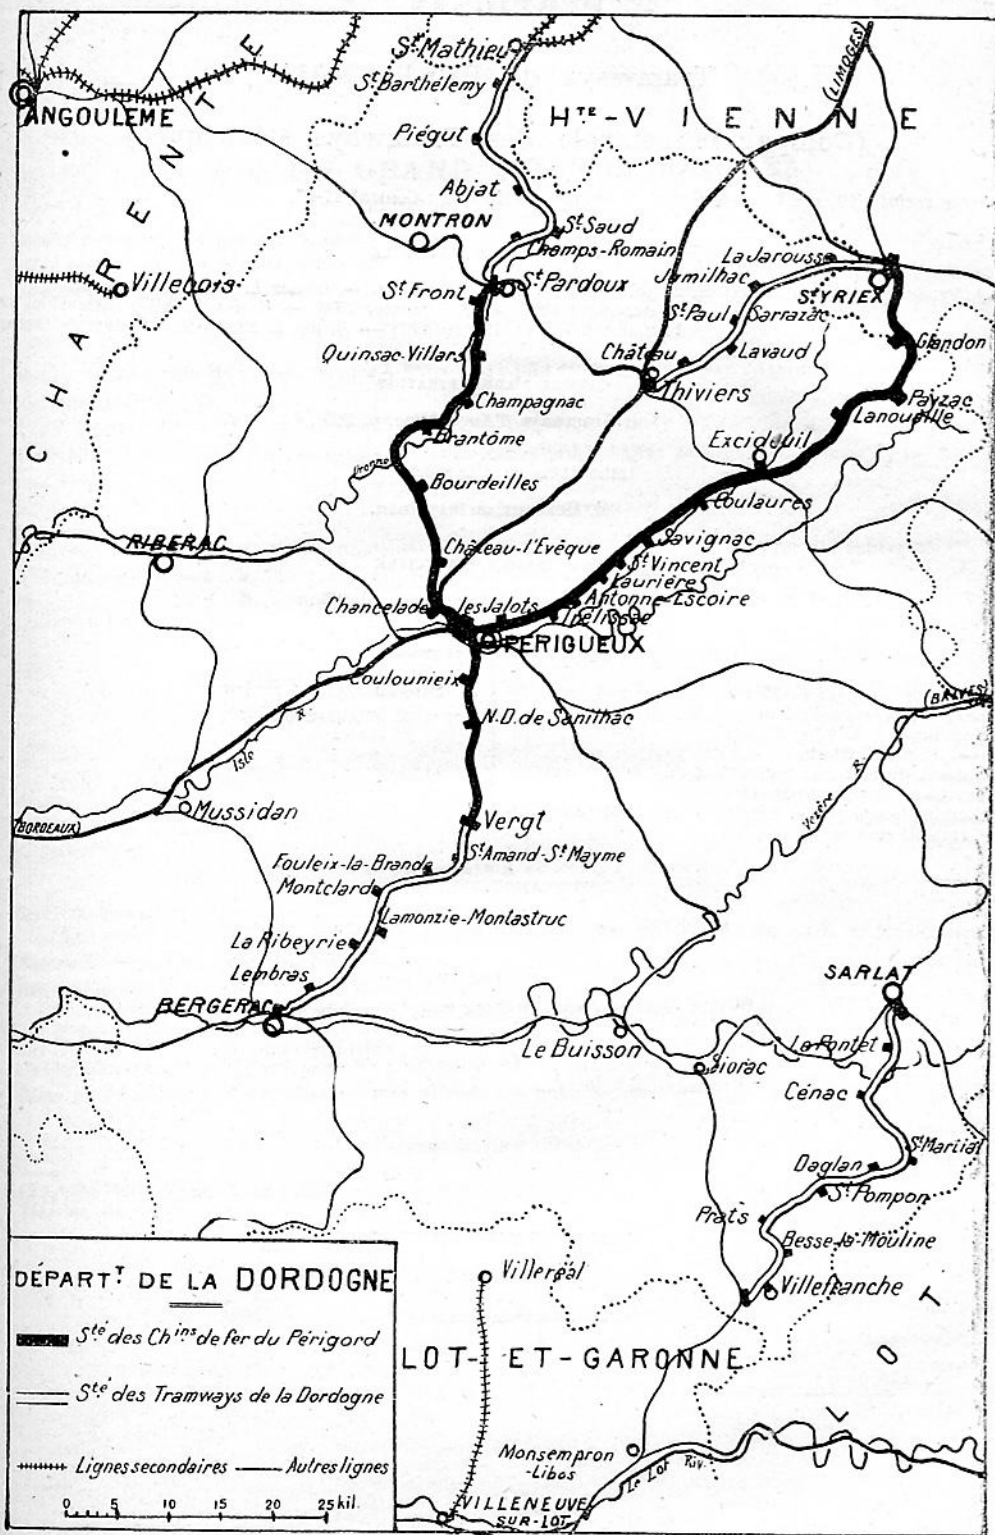 St Mathieu
St Barthélemy
ANGOULEME
HTE-VIENNE
(LIMOGES)
Piégut
CHARENTE
Abjat
MONTRON
St Saud
Champs-Romain
La Jarousse
Villebois
St Pardoux
Jumilhac
St Front
St YRIEX
St Paul
Sarrazac
Quinsac-Villars
Château
Lavaud
Glandon
Thiviers
Champagnac
Payzac
Lanouaille
Brantôme
Excideuil
Dronne
Bourdeilles
Coulaures
RIBERAC
Château-l'Evêque
Savignac
St Vincent
Laurière
Chancelade
les Jalots
Antonne-Escoire
Trélissac
PERIGUEUX
Coulounieix
(BRIVES)
N.D. de Sanilhac
Isle R.
Mussidan
(BORDEAUX)
Vezère R.
Vergt
St Amand-St Mayme
Fouleix-la-Brande
Montclard
Lamonzie-Montastruc
La Ribeyrie
SARLAT
Lembras
BERGERAC
Le Buisson
Le Pontet
Siorac
Cénac
St Martial
Daglan
St Pompon
Prats
Besse-la-Mouline
Villeréal
Villefranche
LOT
DÉPARTT DE LA DORDOGNE
Sté des Chins de fer du Périgord
LOT-ET-GARONNE
Sté des Tramways de la Dordogne
Monsempron
-Libos
Lignes secondaires Autres lignes
Le Lot Riv.
0 5 10 15 20 25 kil.
VILLENEUVE
SUR-LOT